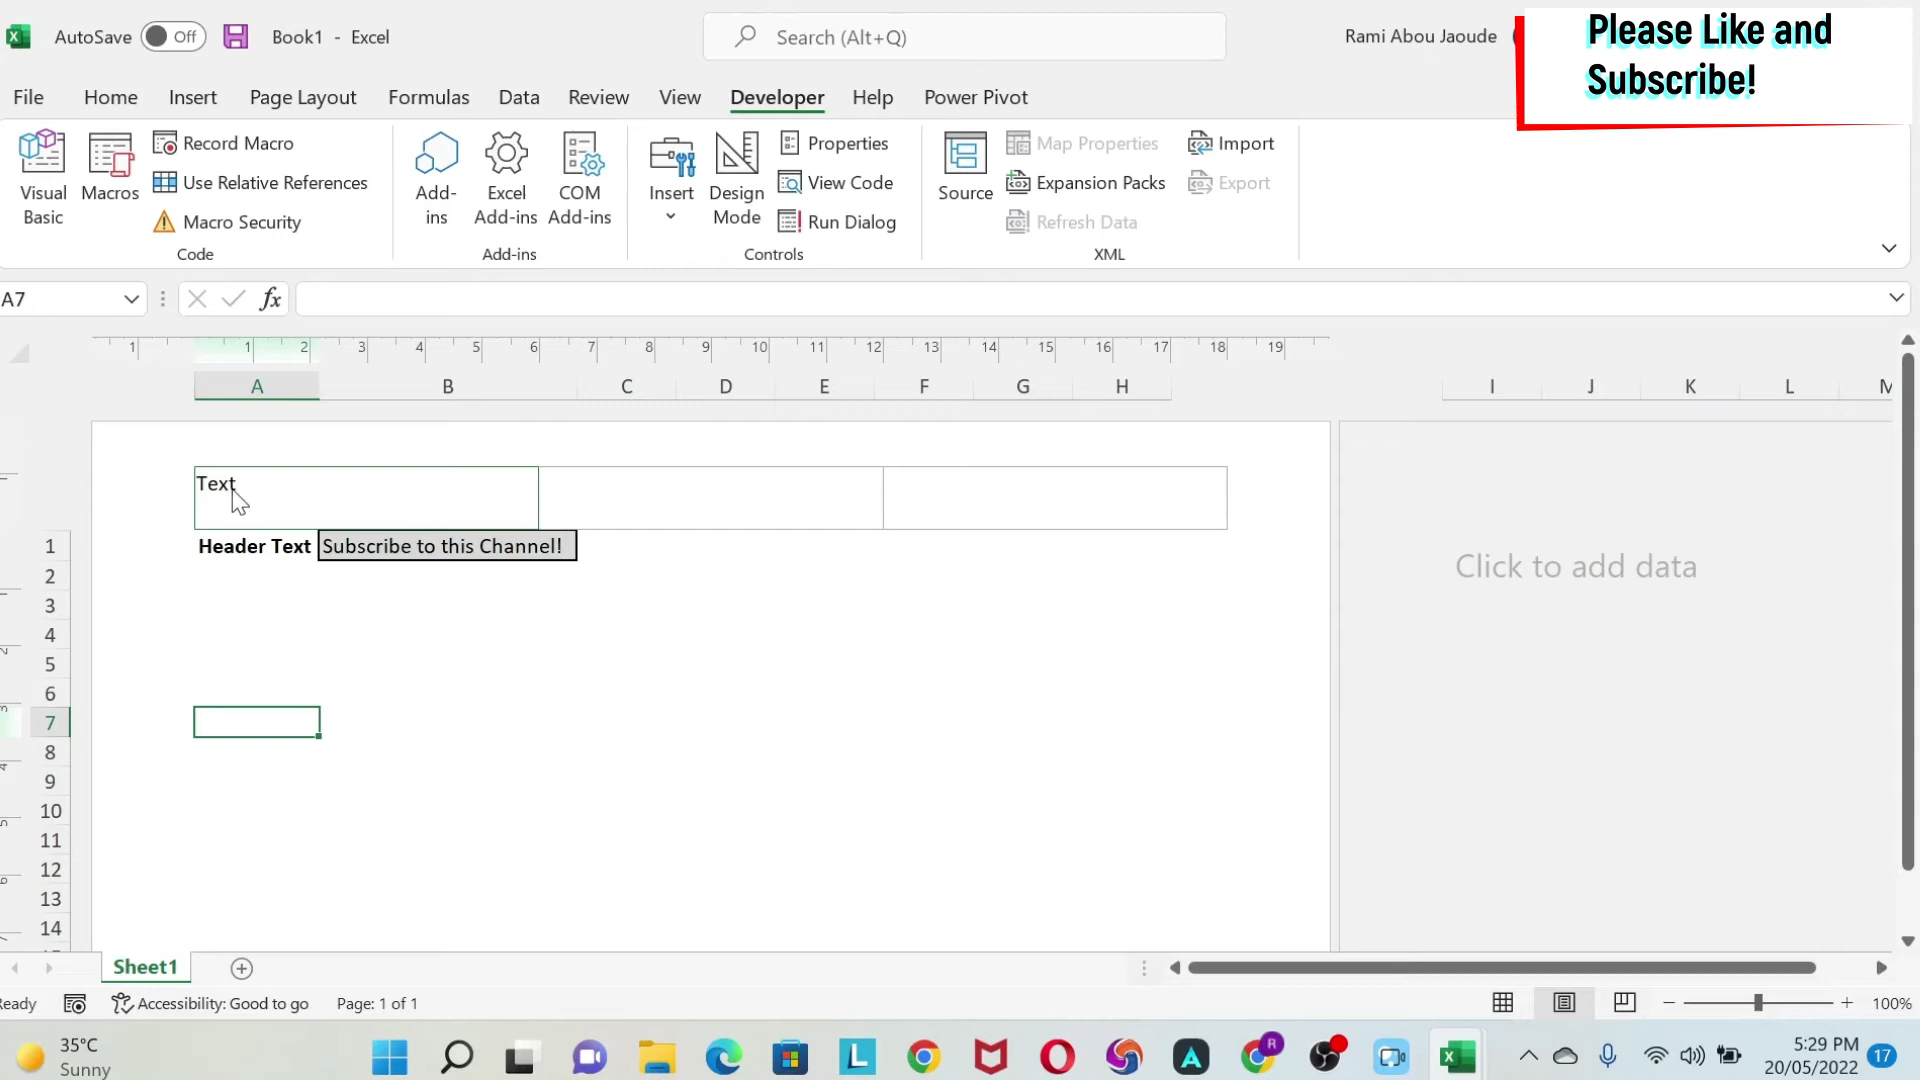 AutoSave Off Book1 - Excel Search (Alt+Q) Rami Abou Jaoude
Please Like and
Subscribe!
File Home Insert Page Layout Formulas Data Review View Developer Help Power Pivot
Visual Basic
Macros
Record Macro
Use Relative References
Macro Security
Code
Add-ins
Excel Add-ins
COM Add-ins
Add-ins
Insert
Design Mode
Properties
View Code
Run Dialog
Controls
Source
Map Properties
Expansion Packs
Refresh Data
Import
Export
XML
A7 fx
1 1 2 3 4 5 6 7 8 9 10 11 12 13 14 15 16 17 18 19
A B C D E F G H I J K L M
Text
1 Header Text Subscribe to this Channel!
Click to add data
2
3
4
5
6
7
8
9
10
11
12
13
14
Sheet1
Ready Accessibility: Good to go Page: 1 of 1 100%
35°C
Sunny
L
A
R
5:29 PM
20/05/2022
17